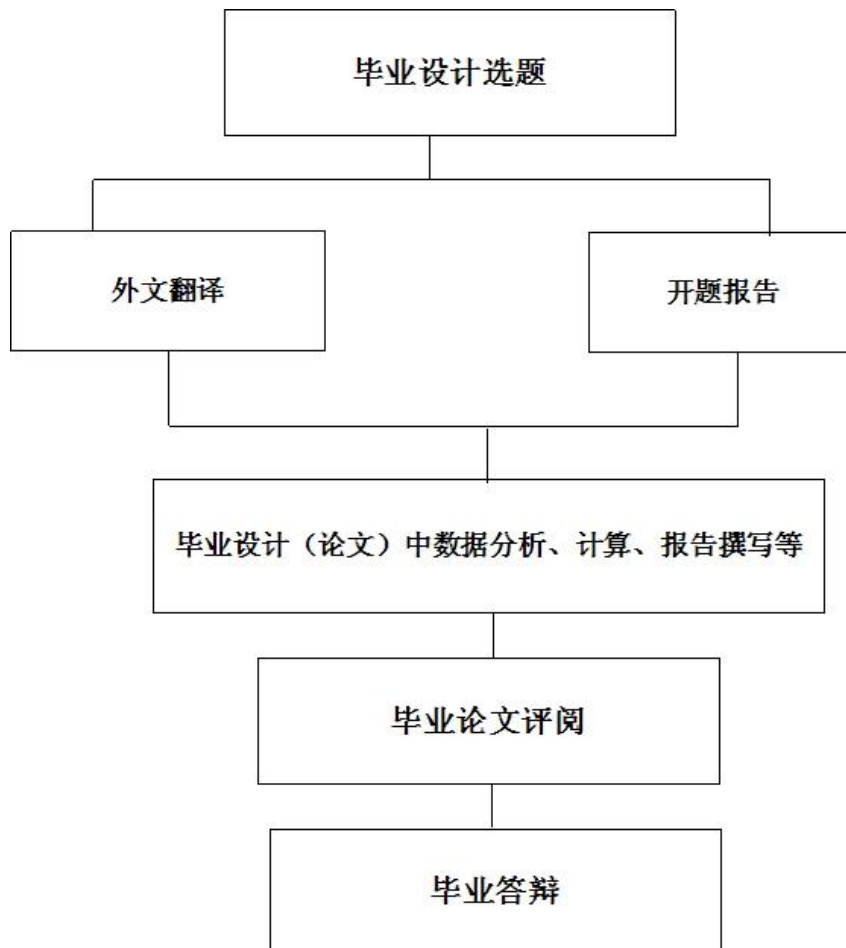 毕业设计选题
外文翻译
开题报告
毕业设计（论文）中数据分析、计算、报告撰写等
毕业论文评阅
毕业答辩